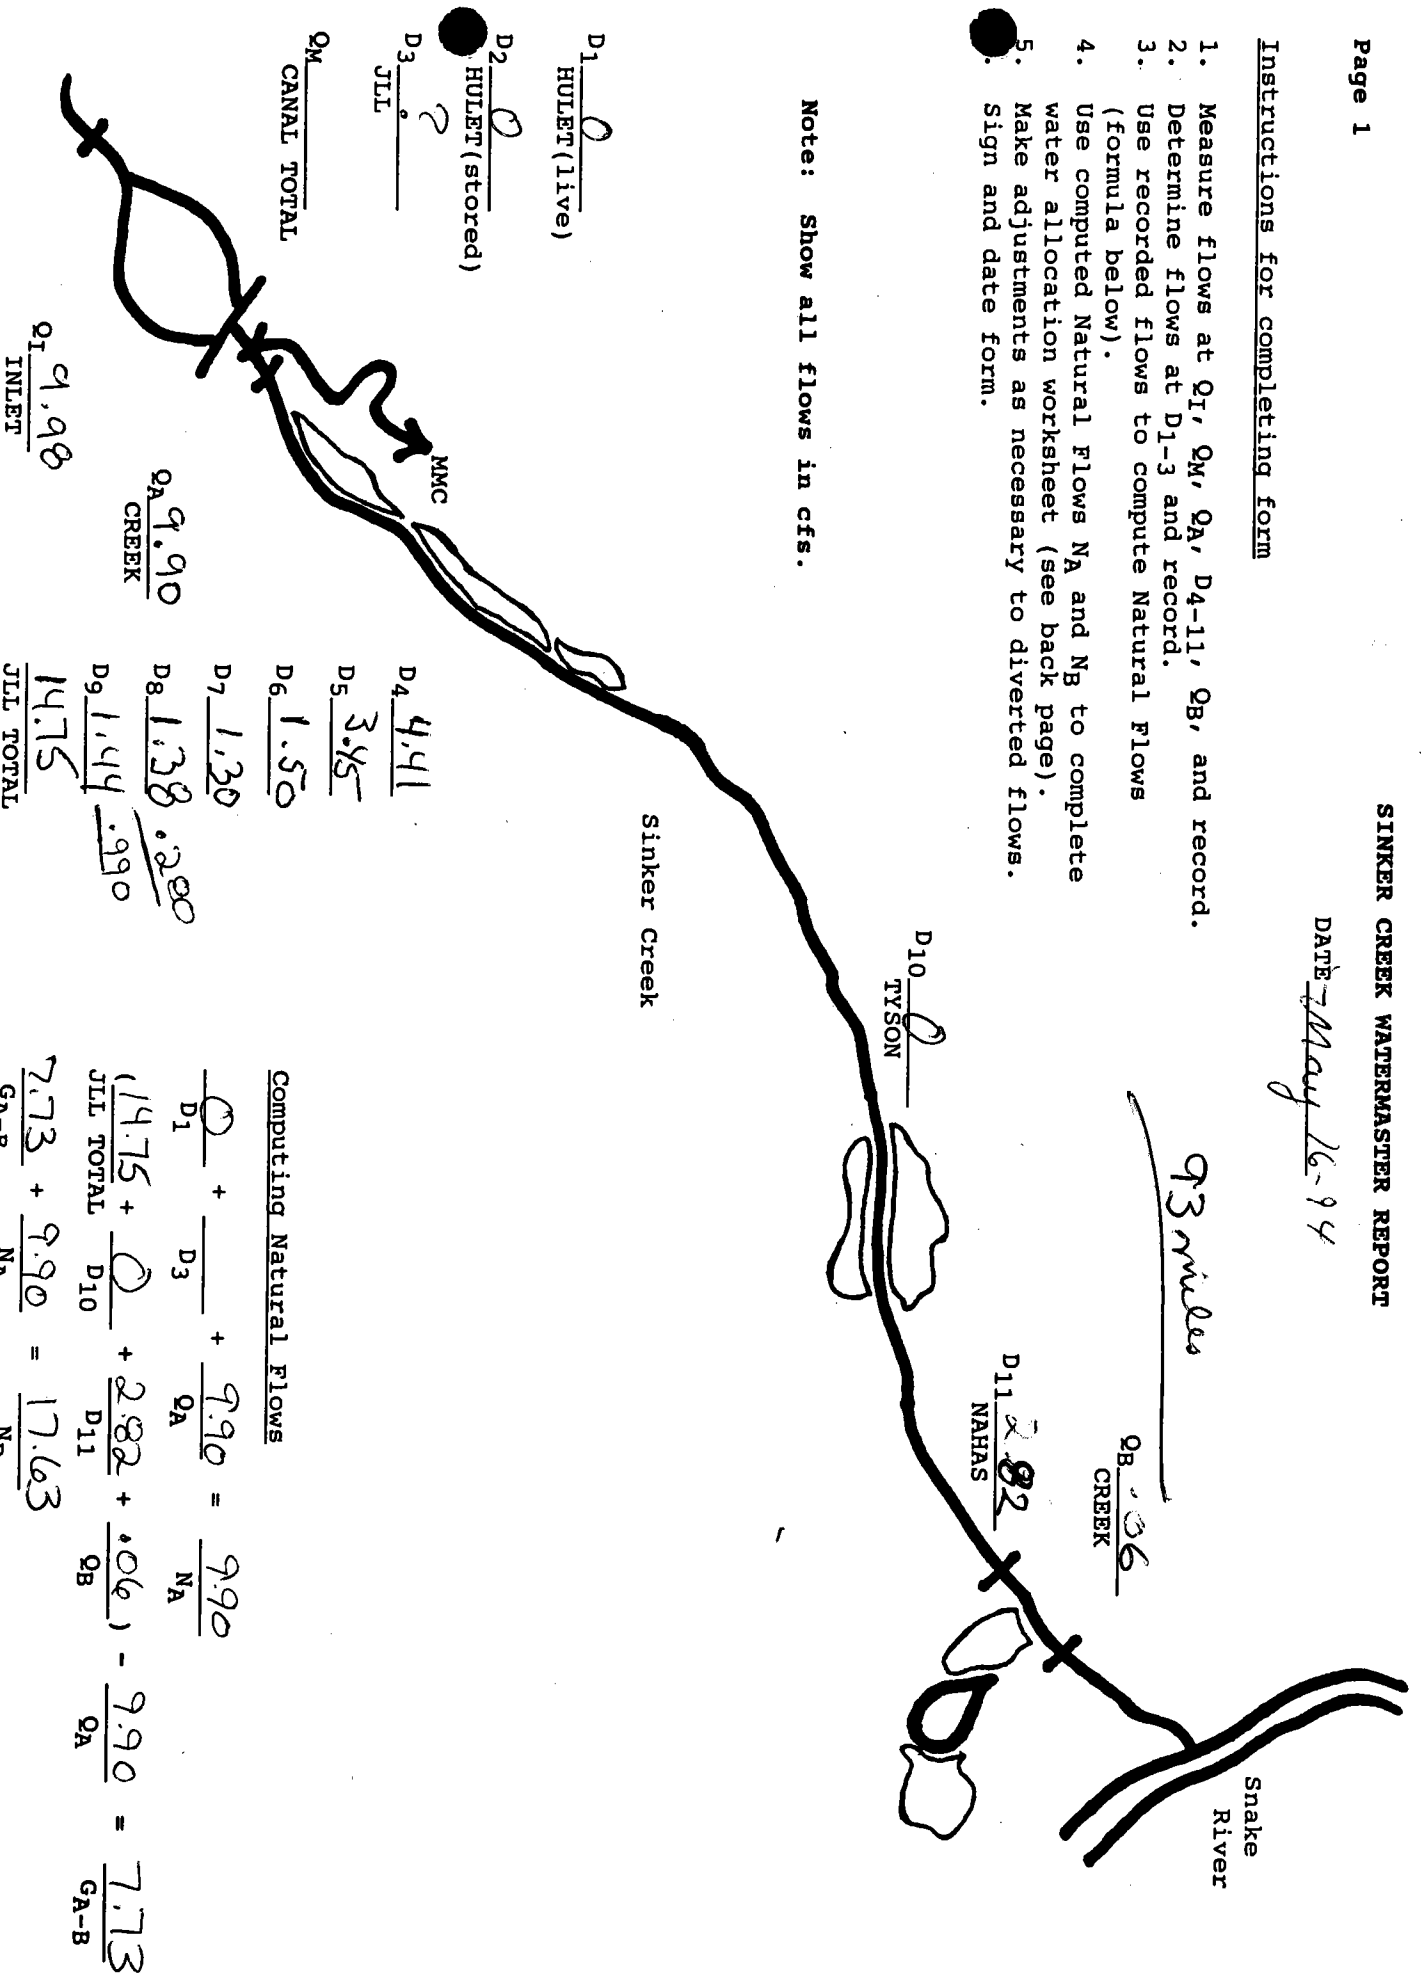 Page 1
SINKER CREEK WATERMASTER REPORT
DATE May 16-94
Instructions for completing form
1. Measure flows at QI, QM, QA, D4-11, QB, and record.
2. Determine flows at D1-3 and record.
3. Use recorded flows to compute Natural Flows
(formula below).
4. Use computed Natural Flows NA and NB to complete
water allocation worksheet (see back page).
5. Make adjustments as necessary to diverted flows.
Sign and date form.
93 miles
QB .06
CREEK
Snake
River
Note: Show all flows in cfs.
D11 2.82
NAHAS
D10 0
TYSON
Sinker Creek
D1 0
HULET(live)
D2 0
HULET(stored)
D3 . ?
JLL
QM
CANAL TOTAL
MMC
QI 9.98
INLET
QA 9.90
CREEK
D4 4.41
D5 3.45
D6 1.50
D7 1.30
D8 1.38 .280
D9 1.44 .990
14.75
JLL TOTAL
Computing Natural Flows
0 + + 9.90 = 9.90
D1 D3 QA NA
(14.75 + 0 + 2.82 + .06) - 9.90 = 7.73
JLL TOTAL D10 D11 QB QA GA-B
7.73 + 9.90 = 17.63
GA-B NA NB